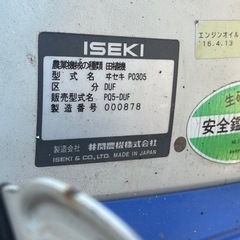 ISEKI
農業機械の種類 田植機
型式名 ヰセキ PQ305
区分 DUF
販売型式名 PQ5-DUF
製造番号 000878
製造会社 井関農機株式会社
ISEKI & CO., LTD. MADE IN JAPAN
エンジンオイル
'16.4.13
安全鑑